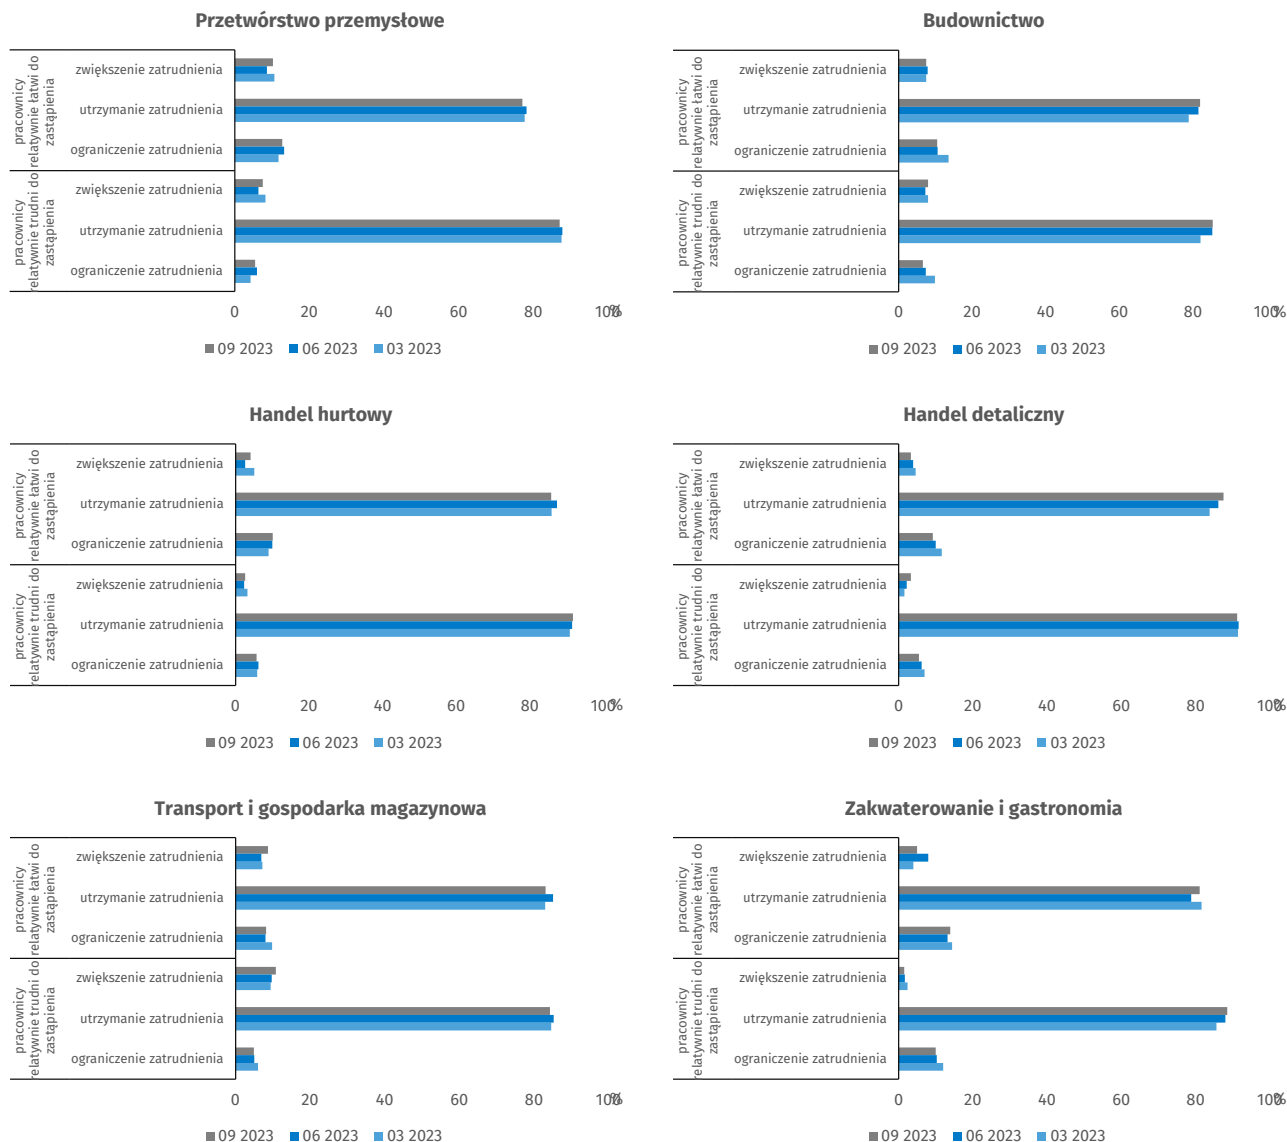 Przetwórstwo przemysłowe
pracownicy
relatywnie łatwi do
zastąpienia
zwiększenie zatrudnienia
utrzymanie zatrudnienia
ograniczenie zatrudnienia
pracownicy
relatywnie trudni do
zastąpienia
zwiększenie zatrudnienia
utrzymanie zatrudnienia
ograniczenie zatrudnienia
0 20 40 60 80 100 %
09 2023 06 2023 03 2023
Budownictwo
pracownicy
relatywnie łatwi do
zastąpienia
zwiększenie zatrudnienia
utrzymanie zatrudnienia
ograniczenie zatrudnienia
pracownicy
relatywnie trudni do
zastąpienia
zwiększenie zatrudnienia
utrzymanie zatrudnienia
ograniczenie zatrudnienia
0 20 40 60 80 100 %
09 2023 06 2023 03 2023
Handel hurtowy
pracownicy
relatywnie łatwi do
zastąpienia
zwiększenie zatrudnienia
utrzymanie zatrudnienia
ograniczenie zatrudnienia
pracownicy
relatywnie trudni do
zastąpienia
zwiększenie zatrudnienia
utrzymanie zatrudnienia
ograniczenie zatrudnienia
0 20 40 60 80 100 %
09 2023 06 2023 03 2023
Handel detaliczny
pracownicy
relatywnie łatwi do
zastąpienia
zwiększenie zatrudnienia
utrzymanie zatrudnienia
ograniczenie zatrudnienia
pracownicy
relatywnie trudni do
zastąpienia
zwiększenie zatrudnienia
utrzymanie zatrudnienia
ograniczenie zatrudnienia
0 20 40 60 80 100 %
09 2023 06 2023 03 2023
Transport i gospodarka magazynowa
pracownicy
relatywnie łatwi do
zastąpienia
zwiększenie zatrudnienia
utrzymanie zatrudnienia
ograniczenie zatrudnienia
pracownicy
relatywnie trudni do
zastąpienia
zwiększenie zatrudnienia
utrzymanie zatrudnienia
ograniczenie zatrudnienia
0 20 40 60 80 100 %
09 2023 06 2023 03 2023
Zakwaterowanie i gastronomia
pracownicy
relatywnie łatwi do
zastąpienia
zwiększenie zatrudnienia
utrzymanie zatrudnienia
ograniczenie zatrudnienia
pracownicy
relatywnie trudni do
zastąpienia
zwiększenie zatrudnienia
utrzymanie zatrudnienia
ograniczenie zatrudnienia
0 20 40 60 80 100 %
09 2023 06 2023 03 2023